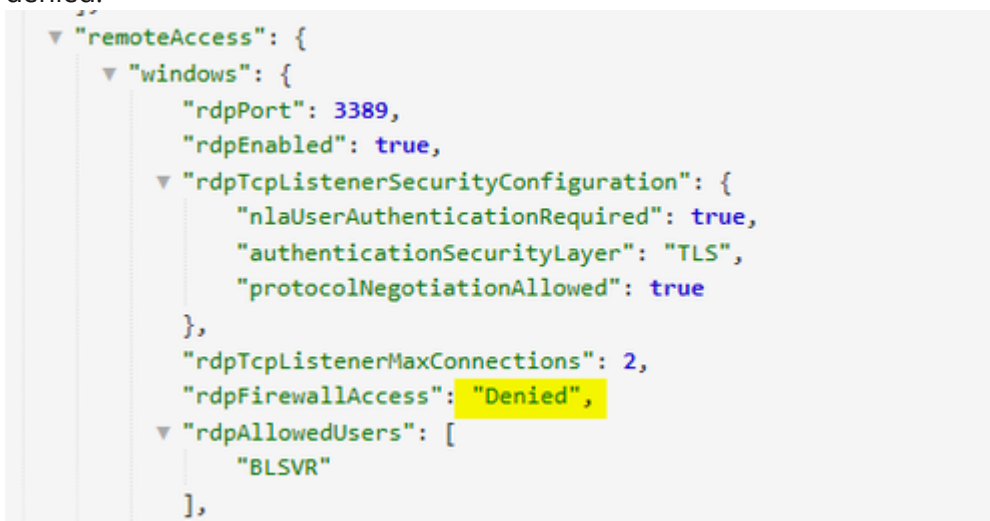 denied.
],
▼ "remoteAccess": {
▼ "windows": {
"rdpPort": 3389,
"rdpEnabled": true,
▼ "rdpTcpListenerSecurityConfiguration": {
"nlaUserAuthenticationRequired": true,
"authenticationSecurityLayer": "TLS",
"protocolNegotiationAllowed": true
},
"rdpTcpListenerMaxConnections": 2,
"rdpFirewallAccess": "Denied",
▼ "rdpAllowedUsers": [
"BLSVR"
],